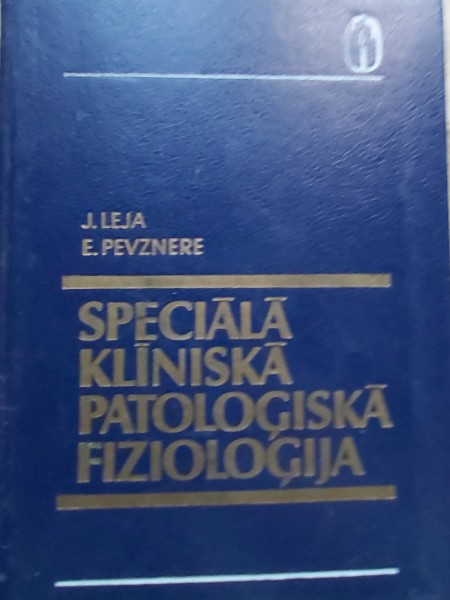 J. LEJA
E. PEVZNERE
SPECIĀLĀ
KLĪNISKĀ
PATOLOĢISKĀ
FIZIOLOĢIJA